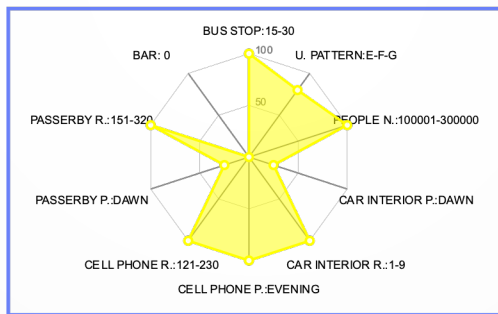 BUS STOP:15-30
BAR: 0
100
U. PATTERN:E-F-G
50
PASSERBY R.:151-320
PEOPLE N.:100001-300000
PASSERBY P.:DAWN
CAR INTERIOR P.:DAWN
CELL PHONE R.:121-230
CAR INTERIOR R.:1-9
CELL PHONE P.:EVENING